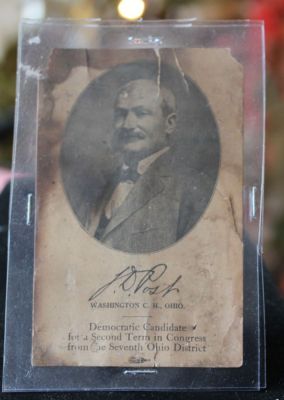 J. D. Post
WASHINGTON C. H., OHIO.
Democratic Candidate
for a Second Term in Congress
from the Seventh Ohio District